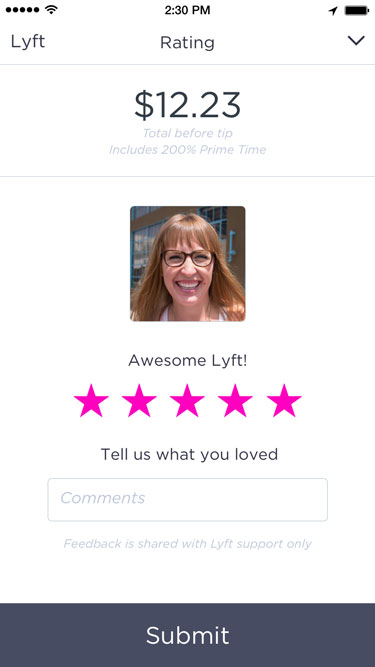 2:30 PM
Lyft Rating
$12.23
Total before tip
Includes 200% Prime Time
Awesome Lyft!
Tell us what you loved
Comments
Feedback is shared with Lyft support only
Submit